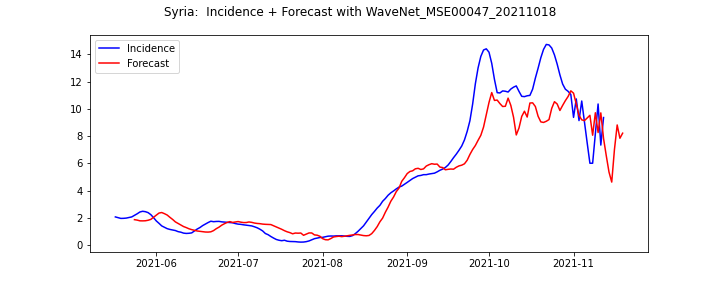 Syria:  Incidence + Forecast with WaveNet_MSE00047_20211018
Incidence
Forecast
14
12
10
8
6
4
2
0
2021-06 2021-07 2021-08 2021-09 2021-10 2021-11